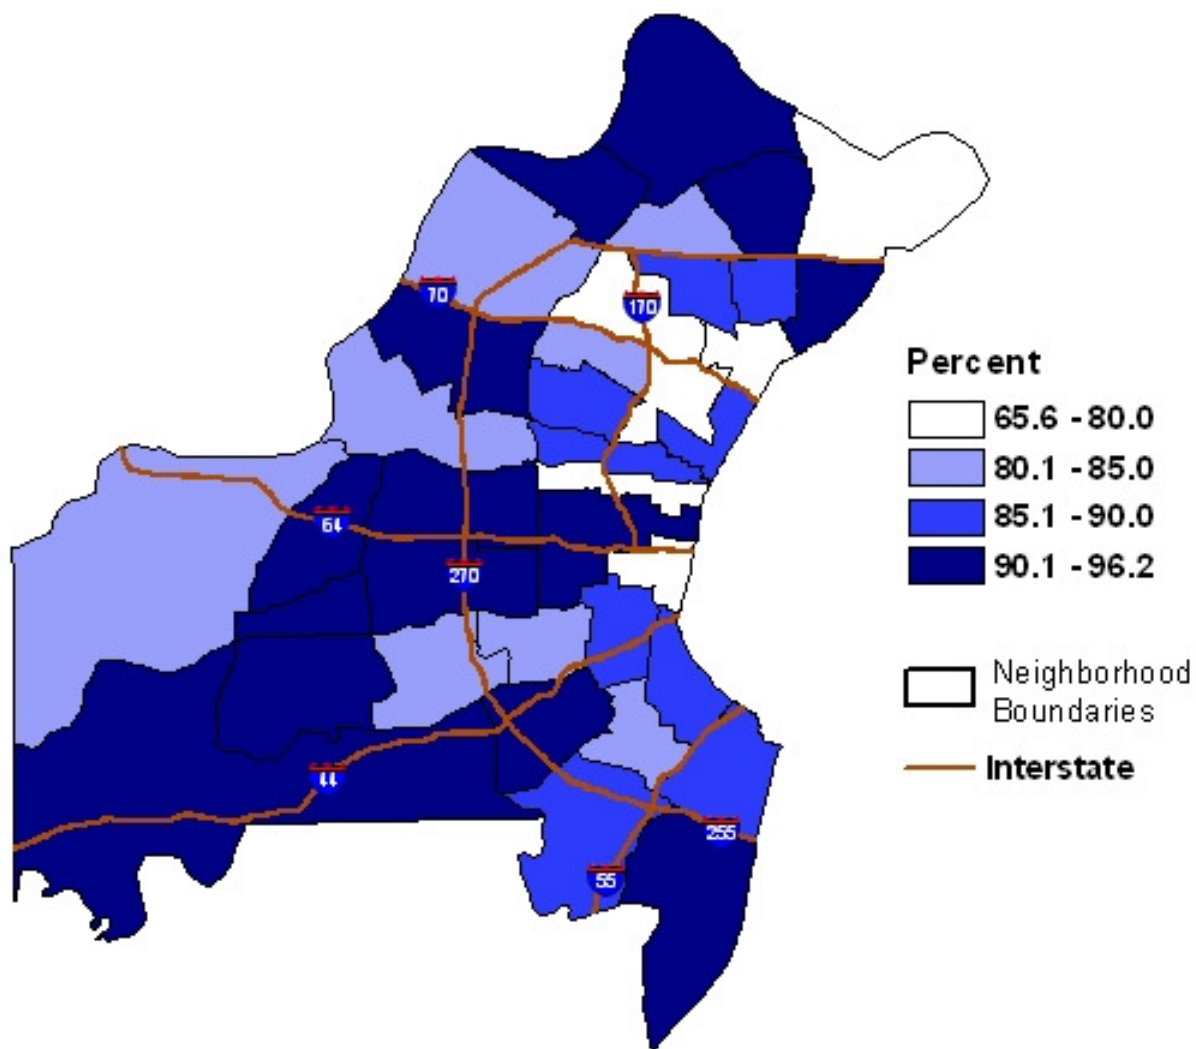 70
170
Percent
65.6 - 80.0
80.1 - 85.0
85.1 - 90.0
90.1 - 96.2
64
270
Neighborhood
Boundaries
Interstate
44
255
55